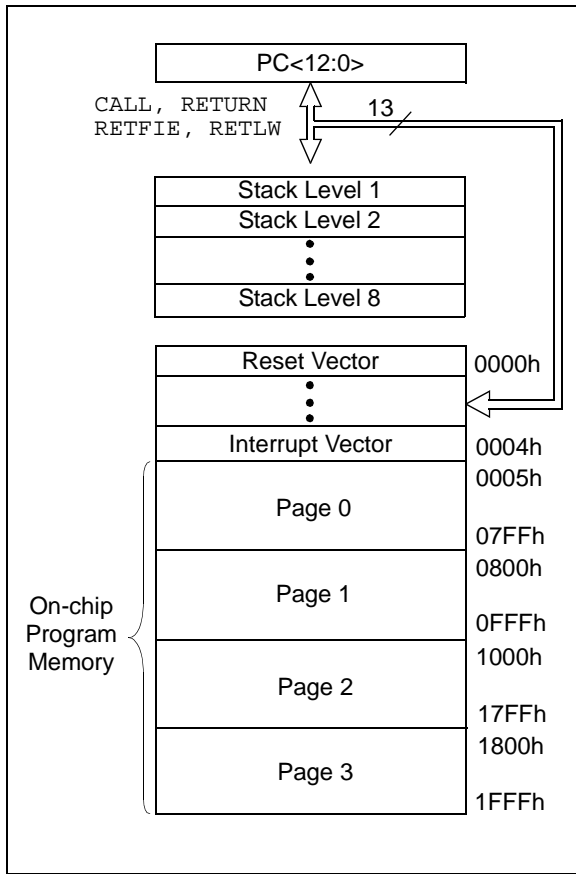 PC<12:0>
CALL, RETURN
RETFIE, RETLW
13
Stack Level 1
Stack Level 2
Stack Level 8
Reset Vector
0000h
Interrupt Vector
0004h
0005h
Page 0
07FFh
0800h
Page 1
0FFFh
On-chip
Program
Memory
1000h
Page 2
17FFh
1800h
Page 3
1FFFh